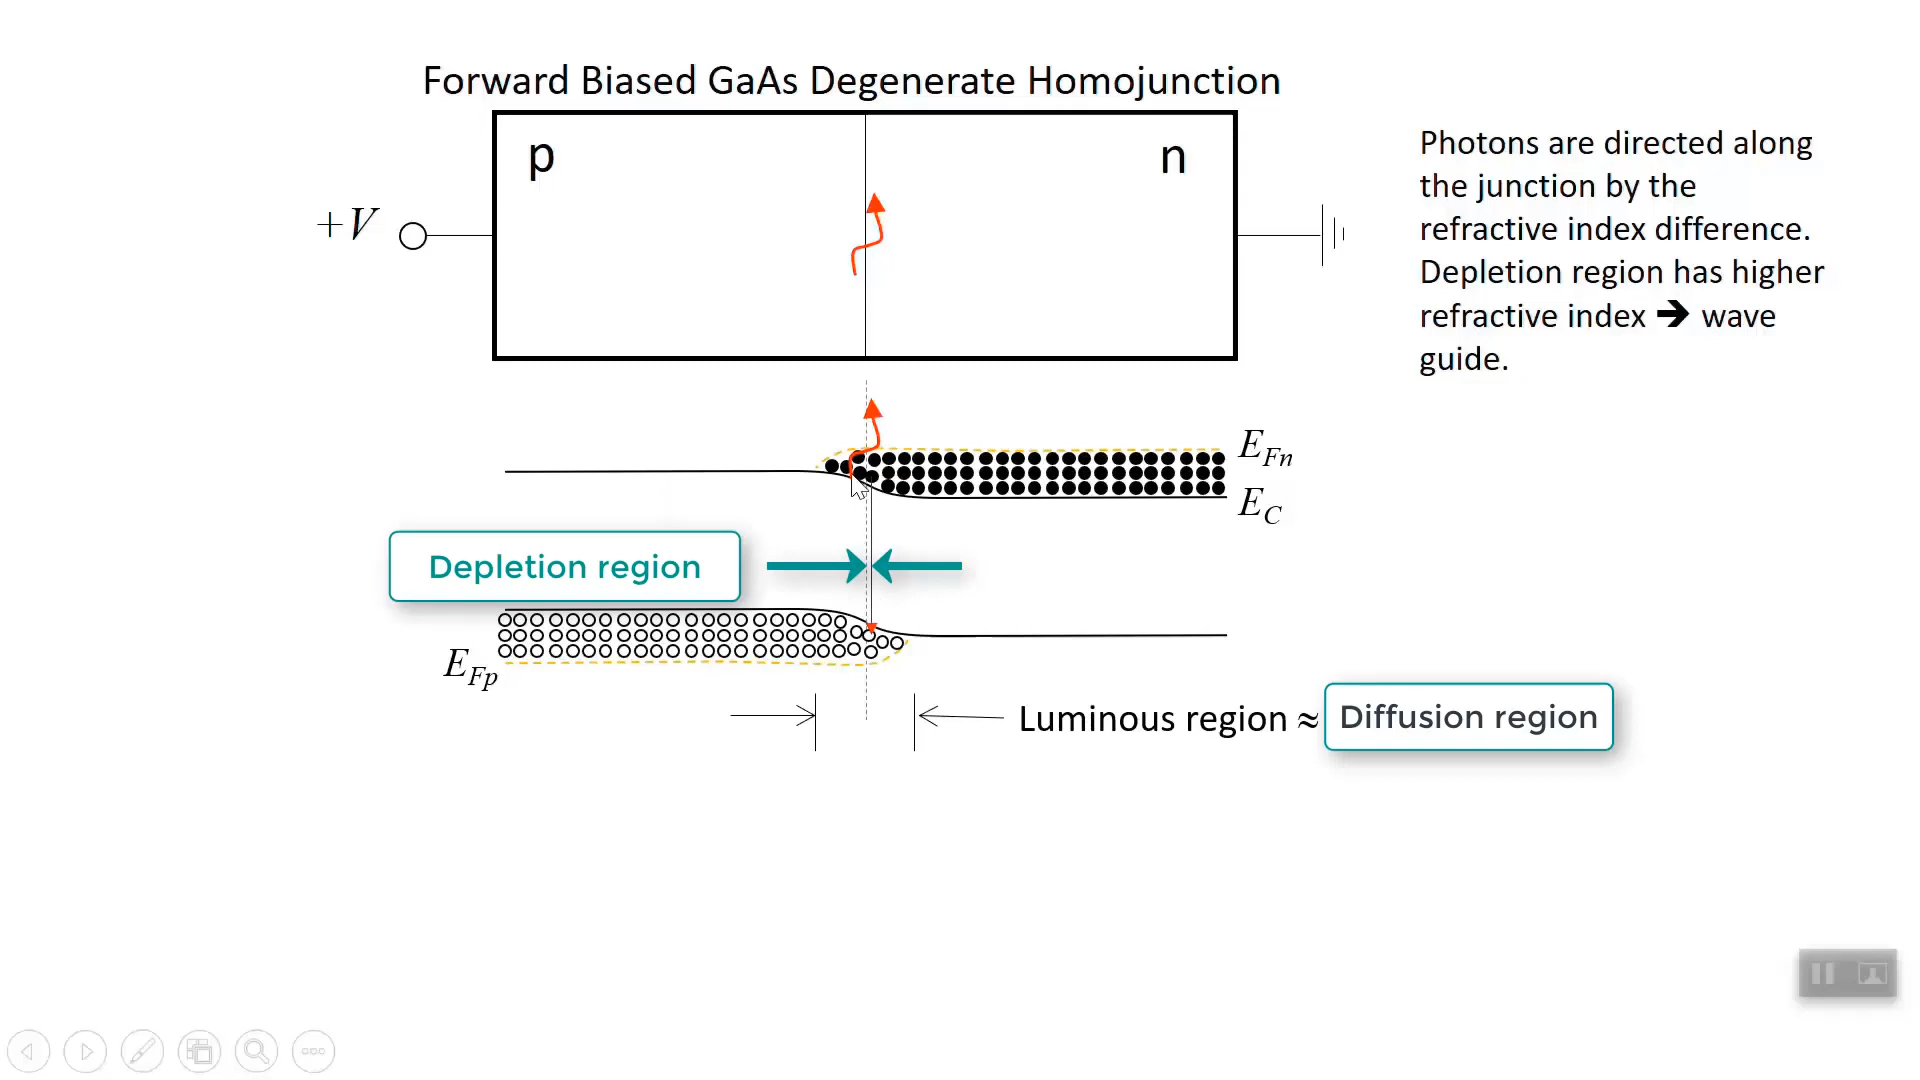 Forward Biased GaAs Degenerate Homojunction
p
n
+V
Photons are directed along
the junction by the
refractive index difference.
Depletion region has higher
refractive index ➔ wave
guide.
E_Fn
E_C
Depletion region
E_Fp
Luminous region ≈
Diffusion region